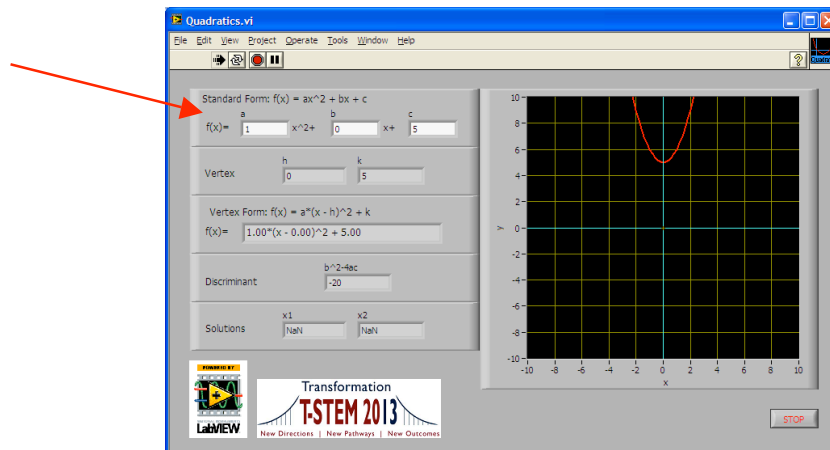 Quadratics.vi
File Edit View Project Operate Tools Window Help
?
Standard Form: f(x) = ax^2 + bx + c
a b c
f(x)= 1 x^2+ 0 x+ 5
h k
Vertex 0 5
Vertex Form: f(x) = a*(x - h)^2 + k
f(x)= 1.00*(x - 0.00)^2 + 5.00
b^2-4ac
Discriminant -20
x1 x2
Solutions NaN NaN
10
8
6
4
2
0
-2
-4
-6
-8
-10
y
-10 -8 -6 -4 -2 0 2 4 6 8 10
x
POWERED BY
LabVIEW
Transformation
T-STEM 2013
New Directions | New Pathways | New Outcomes
STOP